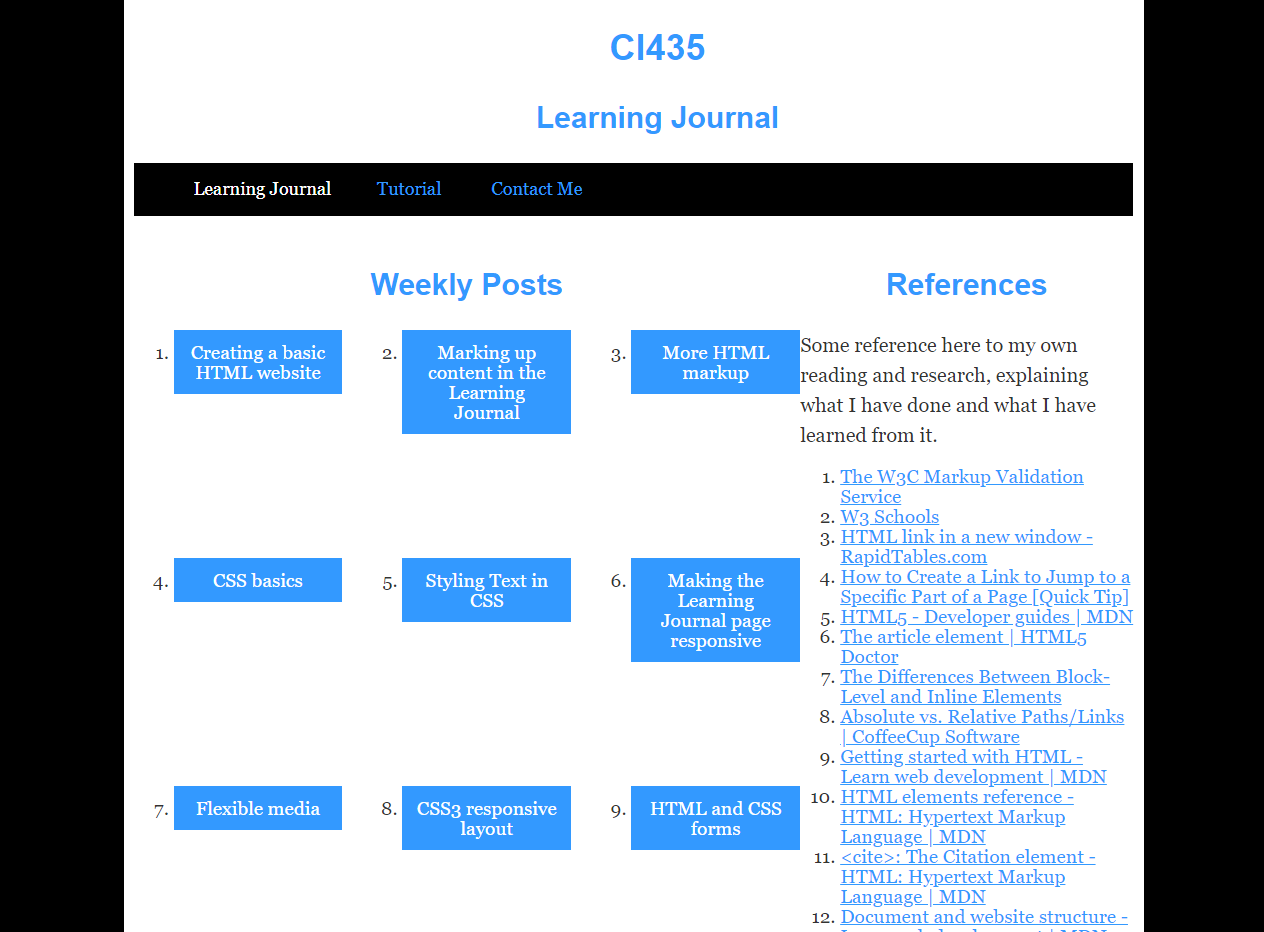 CI435
Learning Journal
Learning Journal Tutorial Contact Me
Weekly Posts
1. Creating a basic
HTML website
2. Marking up
content in the
Learning
Journal
3. More HTML
markup
4. CSS basics
5. Styling Text in
CSS
6. Making the
Learning
Journal page
responsive
7. Flexible media
8. CSS3 responsive
layout
9. HTML and CSS
forms
References
Some reference here to my own
reading and research, explaining
what I have done and what I have
learned from it.
1. The W3C Markup Validation
Service
2. W3 Schools
3. HTML link in a new window -
RapidTables.com
4. How to Create a Link to Jump to a
Specific Part of a Page [Quick Tip]
5. HTML5 - Developer guides | MDN
6. The article element | HTML5
Doctor
7. The Differences Between Block-
Level and Inline Elements
8. Absolute vs. Relative Paths/Links
| CoffeeCup Software
9. Getting started with HTML -
Learn web development | MDN
10. HTML elements reference -
HTML: Hypertext Markup
Language | MDN
11. <cite>: The Citation element -
HTML: Hypertext Markup
Language | MDN
12. Document and website structure -